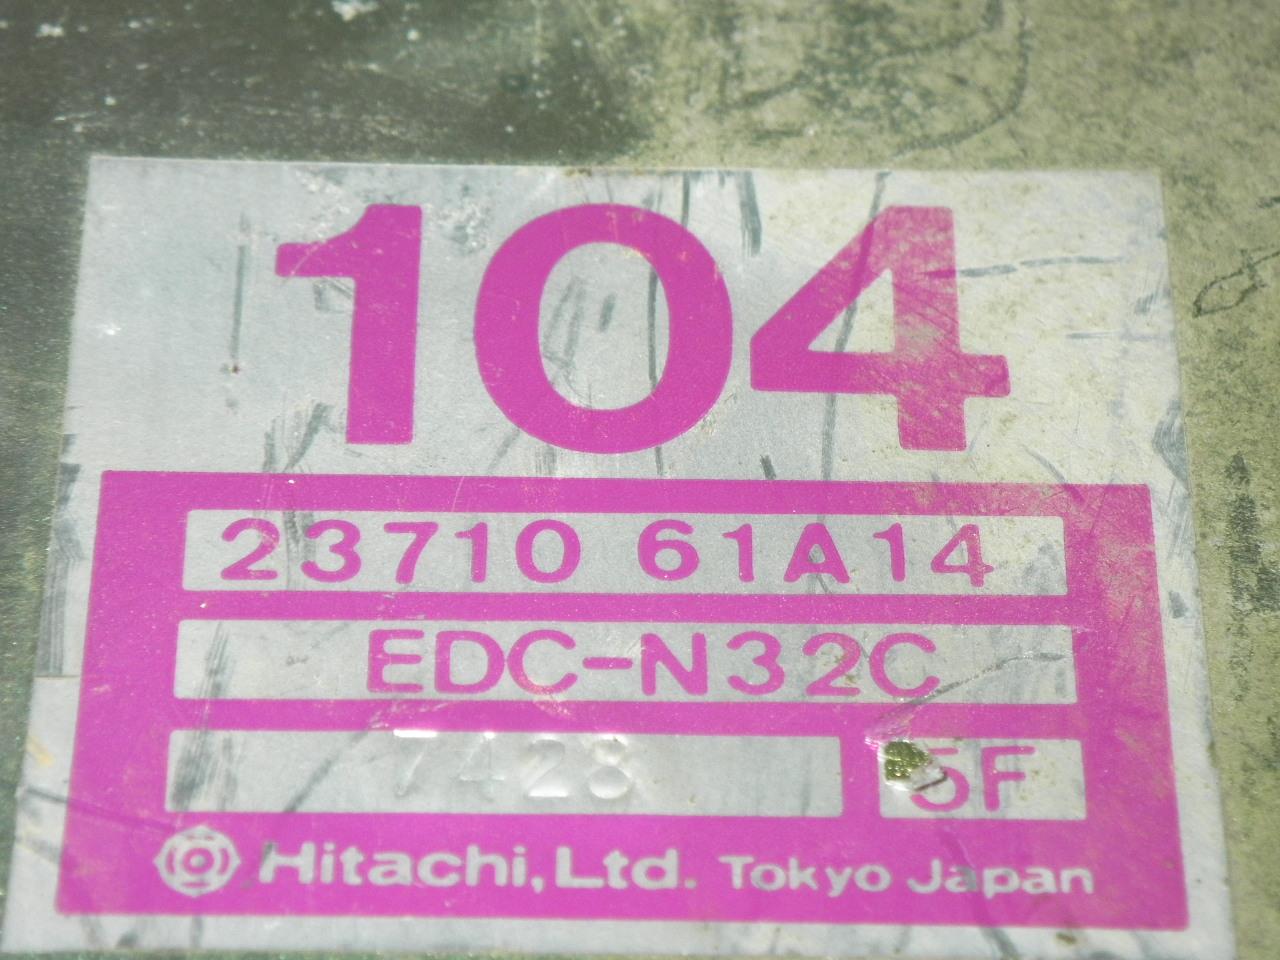 104
23710 61A14
EDC-N32C
7428 5F
Hitachi, Ltd. Tokyo Japan